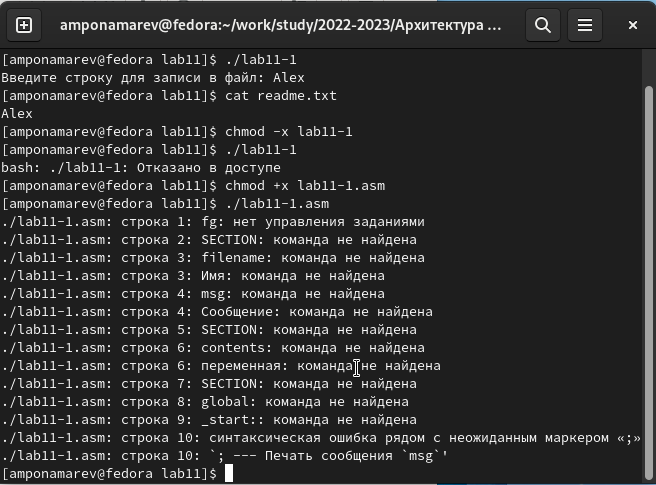 amponamarev@fedora:~/work/study/2022-2023/Архитектура ...
[amponamarev@fedora lab11]$ ./lab11-1
Введите строку для записи в файл: Alex
[amponamarev@fedora lab11]$ cat readme.txt
Alex
[amponamarev@fedora lab11]$ chmod -x lab11-1
[amponamarev@fedora lab11]$ ./lab11-1
bash: ./lab11-1: Отказано в доступе
[amponamarev@fedora lab11]$ chmod +x lab11-1.asm
[amponamarev@fedora lab11]$ ./lab11-1.asm
./lab11-1.asm: строка 1: fg: нет управления заданиями
./lab11-1.asm: строка 2: SECTION: команда не найдена
./lab11-1.asm: строка 3: filename: команда не найдена
./lab11-1.asm: строка 3: Имя: команда не найдена
./lab11-1.asm: строка 4: msg: команда не найдена
./lab11-1.asm: строка 4: Сообщение: команда не найдена
./lab11-1.asm: строка 5: SECTION: команда не найдена
./lab11-1.asm: строка 6: contents: команда не найдена
./lab11-1.asm: строка 6: переменная: команда не найдена
./lab11-1.asm: строка 7: SECTION: команда не найдена
./lab11-1.asm: строка 8: global: команда не найдена
./lab11-1.asm: строка 9: _start:: команда не найдена
./lab11-1.asm: строка 10: синтаксическая ошибка рядом с неожиданным маркером «;»
./lab11-1.asm: строка 10: `; --- Печать сообщения `msg`'
[amponamarev@fedora lab11]$